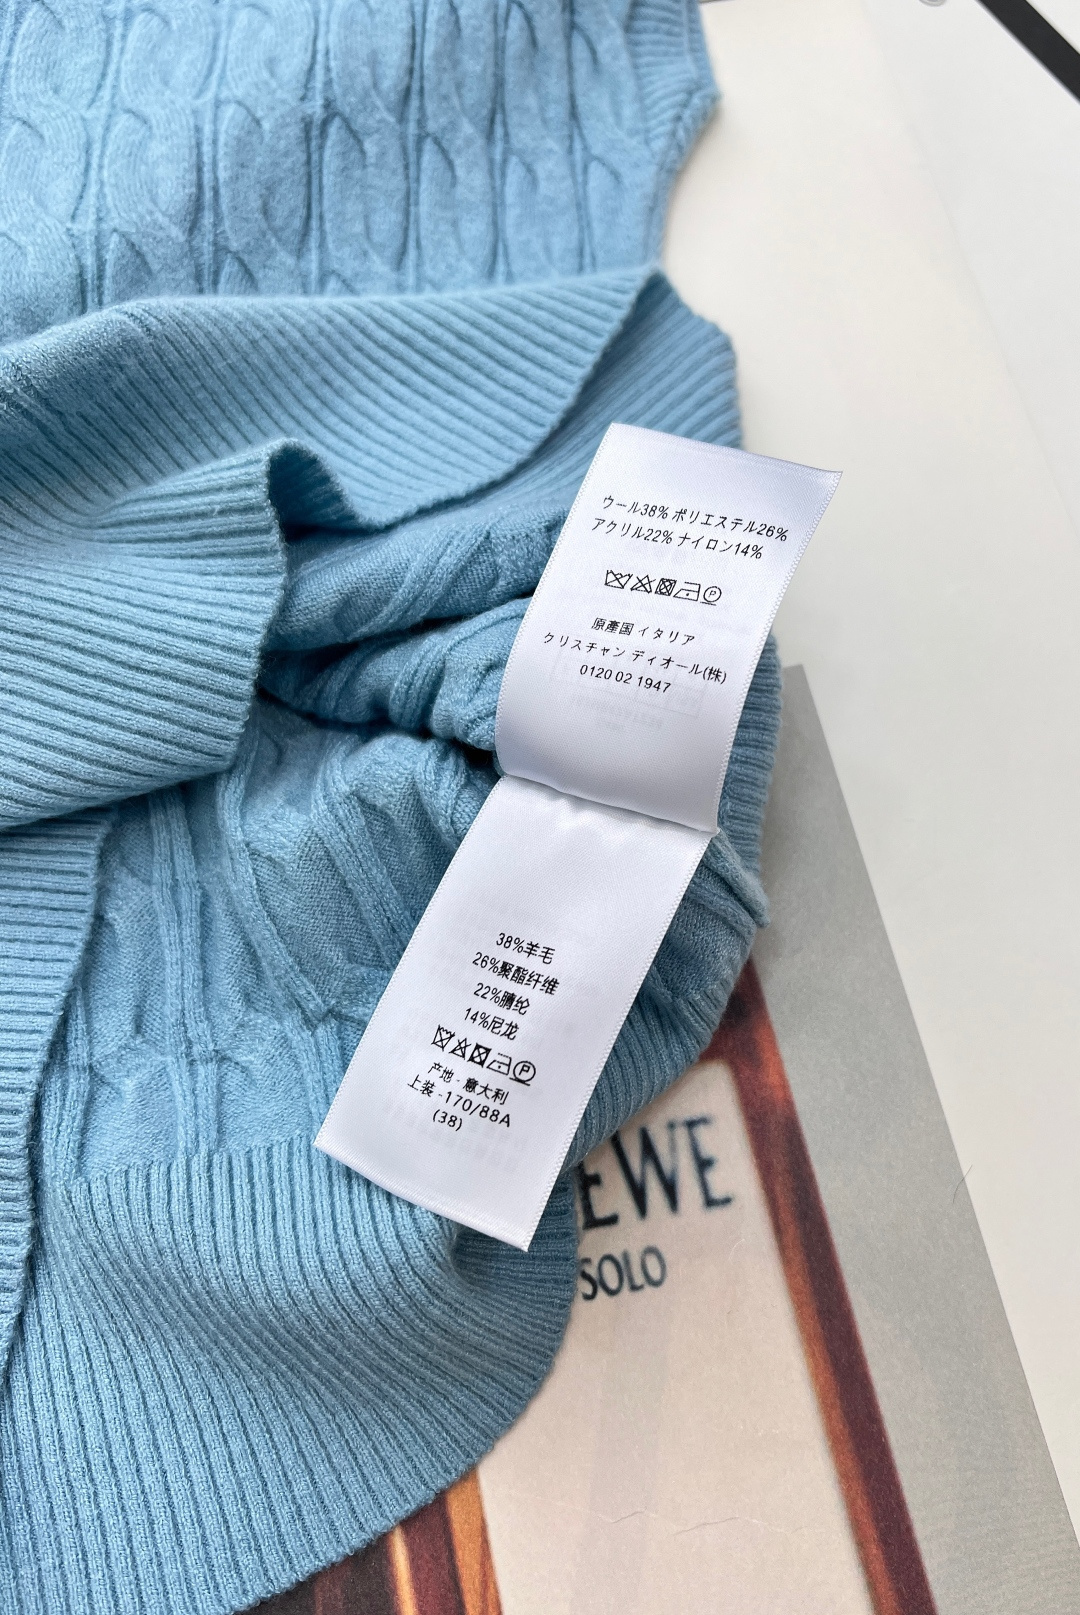 ウール38% ポリエステル26%
アクリル22% ナイロン14%
P
原產国 イタリア
クリスチャン ディオール(株)
0120 02 1947
38%羊毛
26%聚酯纤维
22%腈纶
14%尼龙
P
产地 - 意大利
上装 -170/88A
(38)
EWE
SOLO